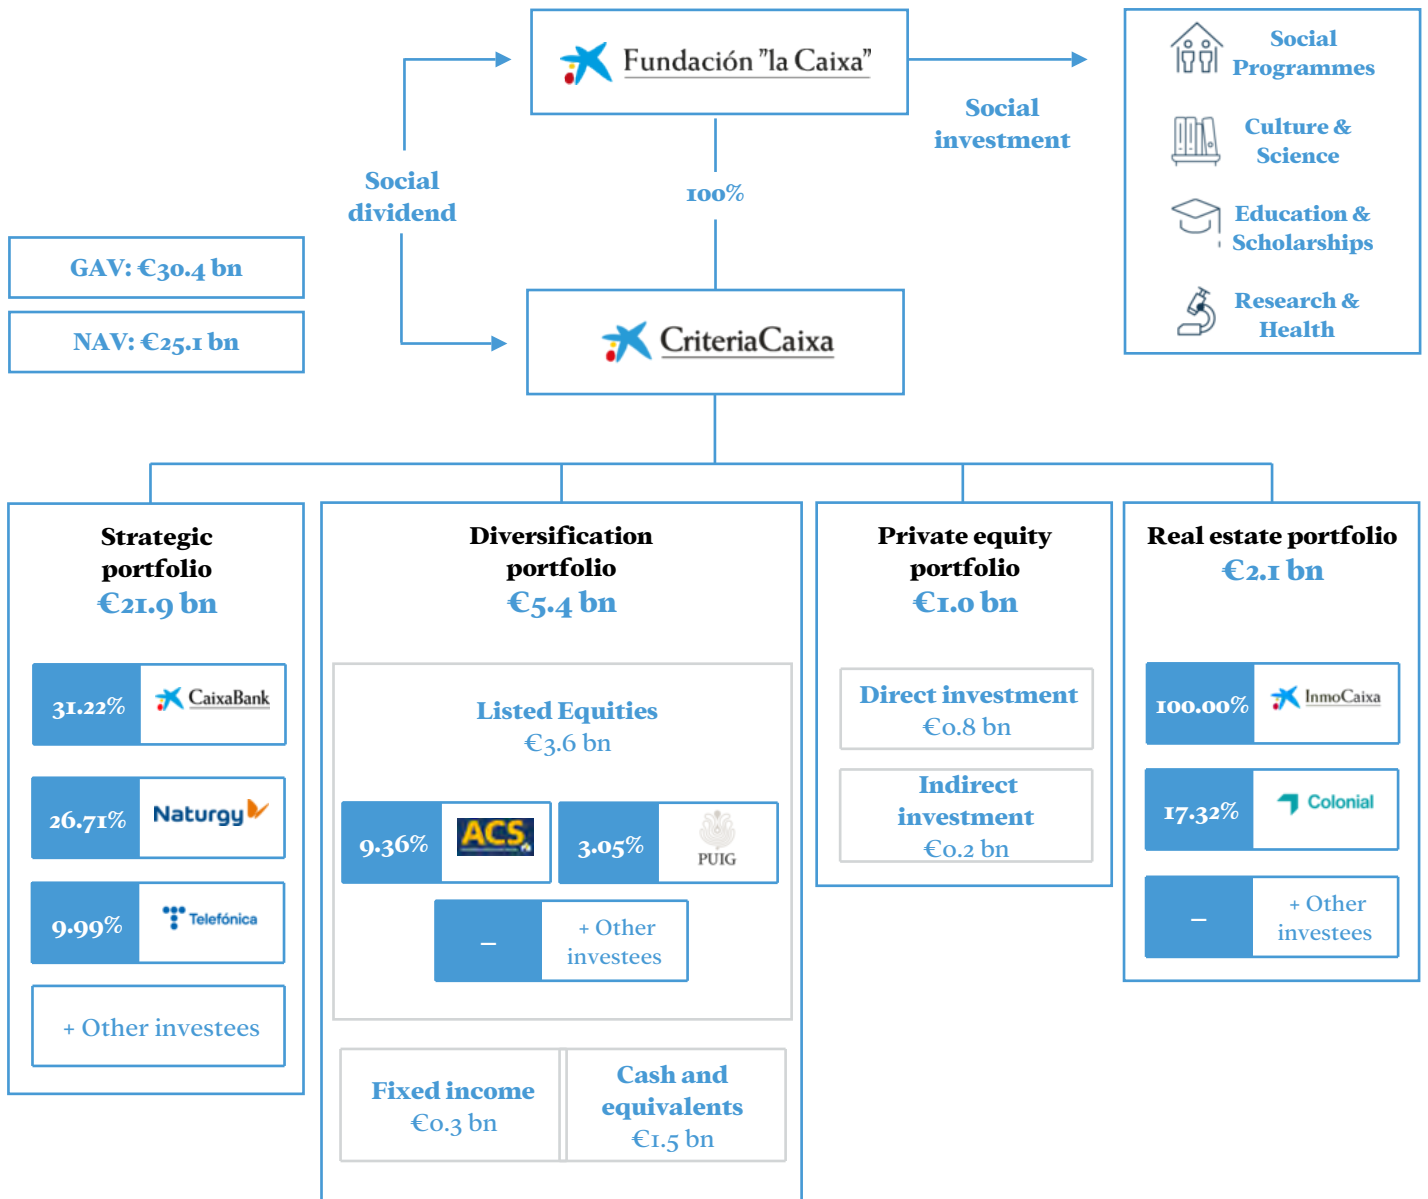 Fundación "la Caixa"
Social
investment
Social
Programmes
Culture &
Science
Education &
Scholarships
Research &
Health
Social
dividend
100%
GAV: €30.4 bn
NAV: €25.1 bn
CriteriaCaixa
Strategic
portfolio
€21.9 bn
31.22% CaixaBank
26.71% Naturgy
9.99% Telefónica
+ Other investees
Diversification
portfolio
€5.4 bn
Listed Equities
€3.6 bn
9.36% ACS
3.05% PUIG
– + Other
investees
Fixed income
€0.3 bn
Cash and
equivalents
€1.5 bn
Private equity
portfolio
€1.0 bn
Direct investment
€0.8 bn
Indirect
investment
€0.2 bn
Real estate portfolio
€2.1 bn
100.00% InmoCaixa
17.32% Colonial
– + Other
investees